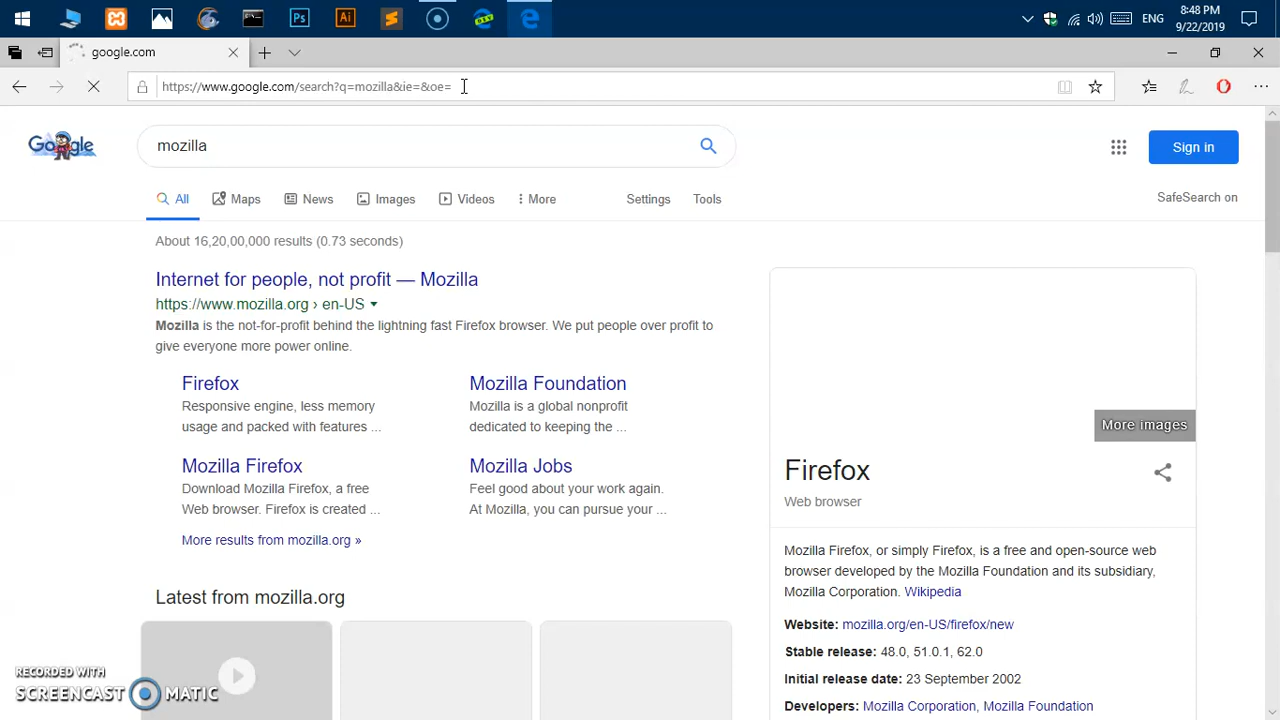 Ps
Ai
ENG
8:48 PM
9/22/2019
google.com
https://www.google.com/search?q=mozilla&ie=&oe=
Google
mozilla
Sign in
All
Maps
News
Images
Videos
More
Settings
Tools
SafeSearch on
About 16,20,00,000 results (0.73 seconds)
Internet for people, not profit — Mozilla
https://www.mozilla.org › en-US
Mozilla is the not-for-profit behind the lightning fast Firefox browser. We put people over profit to
give everyone more power online.
Firefox
Responsive engine, less memory
usage and packed with features ...
Mozilla Foundation
Mozilla is a global nonprofit
dedicated to keeping the ...
Mozilla Firefox
Download Mozilla Firefox, a free
Web browser. Firefox is created ...
Mozilla Jobs
Feel good about your work again.
At Mozilla, you can pursue your ...
More results from mozilla.org »
Latest from mozilla.org
More images
Firefox
Web browser
Mozilla Firefox, or simply Firefox, is a free and open-source web
browser developed by the Mozilla Foundation and its subsidiary,
Mozilla Corporation. Wikipedia
Website: mozilla.org/en-US/firefox/new
Stable release: 48.0, 51.0.1, 62.0
Initial release date: 23 September 2002
Developers: Mozilla Corporation, Mozilla Foundation
RECORDED WITH
SCREENCAST MATIC